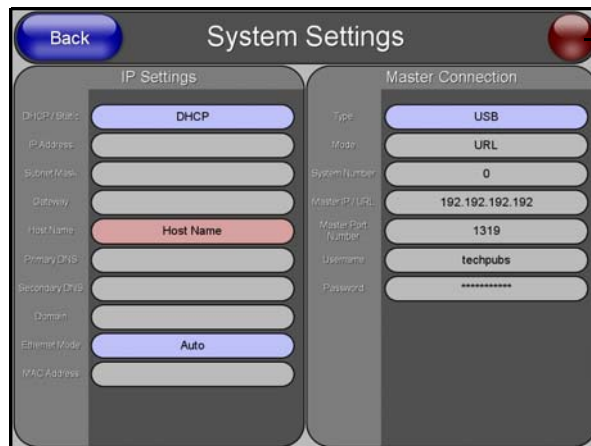 Back
System Settings
IP Settings
DHCP / Static
DHCP
IP Address
Subnet Mask
Gateway
Host Name
Host Name
Primary DNS
Secondary DNS
Domain
Ethernet Mode
Auto
MAC Address
Master Connection
Type
USB
Mode
URL
System Number
0
Master IP / URL
192.192.192.192
Master Port
Number
1319
Username
techpubs
Password
***********